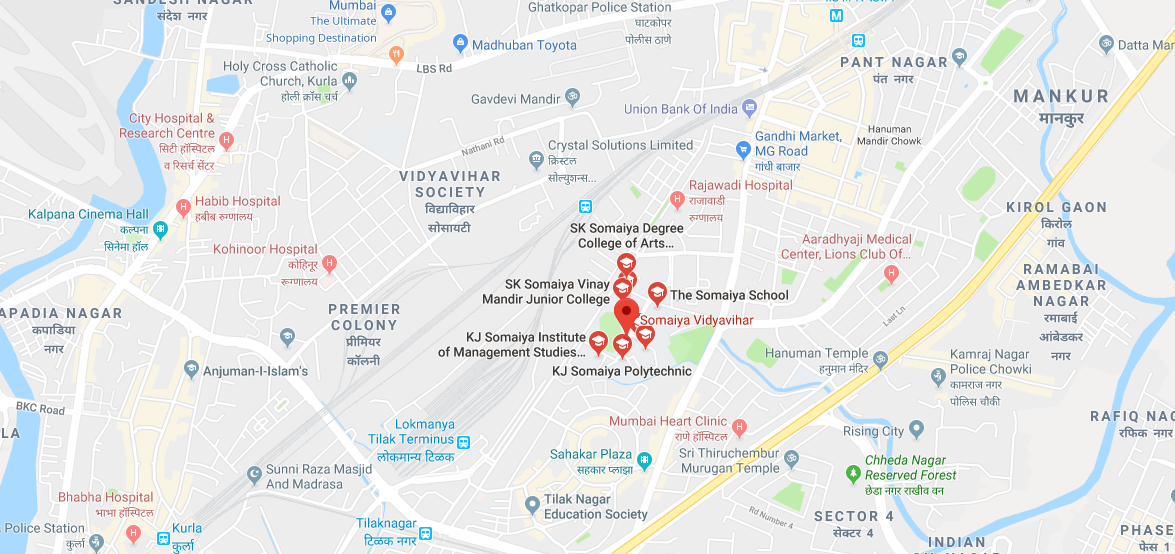 SANDESH NAGAR
संदेश नगर
Mumbai
The Ultimate
Shopping Destination
Ghatkopar Police Station
घाटकोपर
पोलीस ठाणे
Madhuban Toyota
LBS Rd
Holy Cross Catholic
Church, Kurla
होली क्रॉस चर्च
Gavdevi Mandir
Union Bank Of India
PANT NAGAR
पंत नगर
Datta Man
MANKUR
मानकुर
City Hospital &
Research Centre
सिटी हॉस्पिटल
व रिसर्च सेंटर
Nathani Rd
Crystal Solutions Limited
क्रिस्टल
सोल्युशन्स...
Gandhi Market,
MG Road
गांधी बाजार
Hanuman
Mandir Chowk
VIDYAVIHAR
SOCIETY
विद्याविहार
सोसायटी
Rajawadi Hospital
राजावाडी
रुग्णालय
Habib Hospital
हबीब रुग्णालय
Kalpana Cinema Hall
कल्पना
सिनेमा हॉल
KIROL GAON
किरोल
गांव
SK Somaiya Degree
College of Arts...
Kohinoor Hospital
कोहिनूर
रूग्णालय
Aaradhyaji Medical
Center, Lions Club Of...
SK Somaiya Vinay
Mandir Junior College
The Somaiya School
RAMABAI
AMBEDKAR
NAGAR
रमाबाई
आंबेडकर
नगर
APADIA NAGAR
कपाडिया
नगर
PREMIER
COLONY
प्रीमियर
कॉलनी
Somaiya Vidyavihar
Last Ln
KJ Somaiya Institute
of Management Studies...
KJ Somaiya Polytechnic
Hanuman Temple
हनुमान मंदिर
Kamraj Nagar
Police Chowki
कामराज नगर
पोलिस चौकी
Anjuman-I-Islam's
BKC Road
LA
Lokmanya
Tilak Terminus
लोकमान्य टिळक
Mumbai Heart Clinic
राणे हॉस्पिटल
Rising City
RAFIQ NAG
रफिक नगर
Sahakar Plaza
सहकार प्लाझा
Sri Thiruchembur
Murugan Temple
Chheda Nagar
Reserved Forest
छेडा नगर राखीव वन
Sunni Raza Masjid
And Madrasa
Bhabha Hospital
भाभा हॉस्पिटल
Tilak Nagar
Education Society
Rd Number 4
SECTOR 4
सेक्टर 4
Police Station
कुर्ला
Kurla
कुर्ला
Tilaknagar
टिळक नगर
INDIAN
PHASE
फेस 1